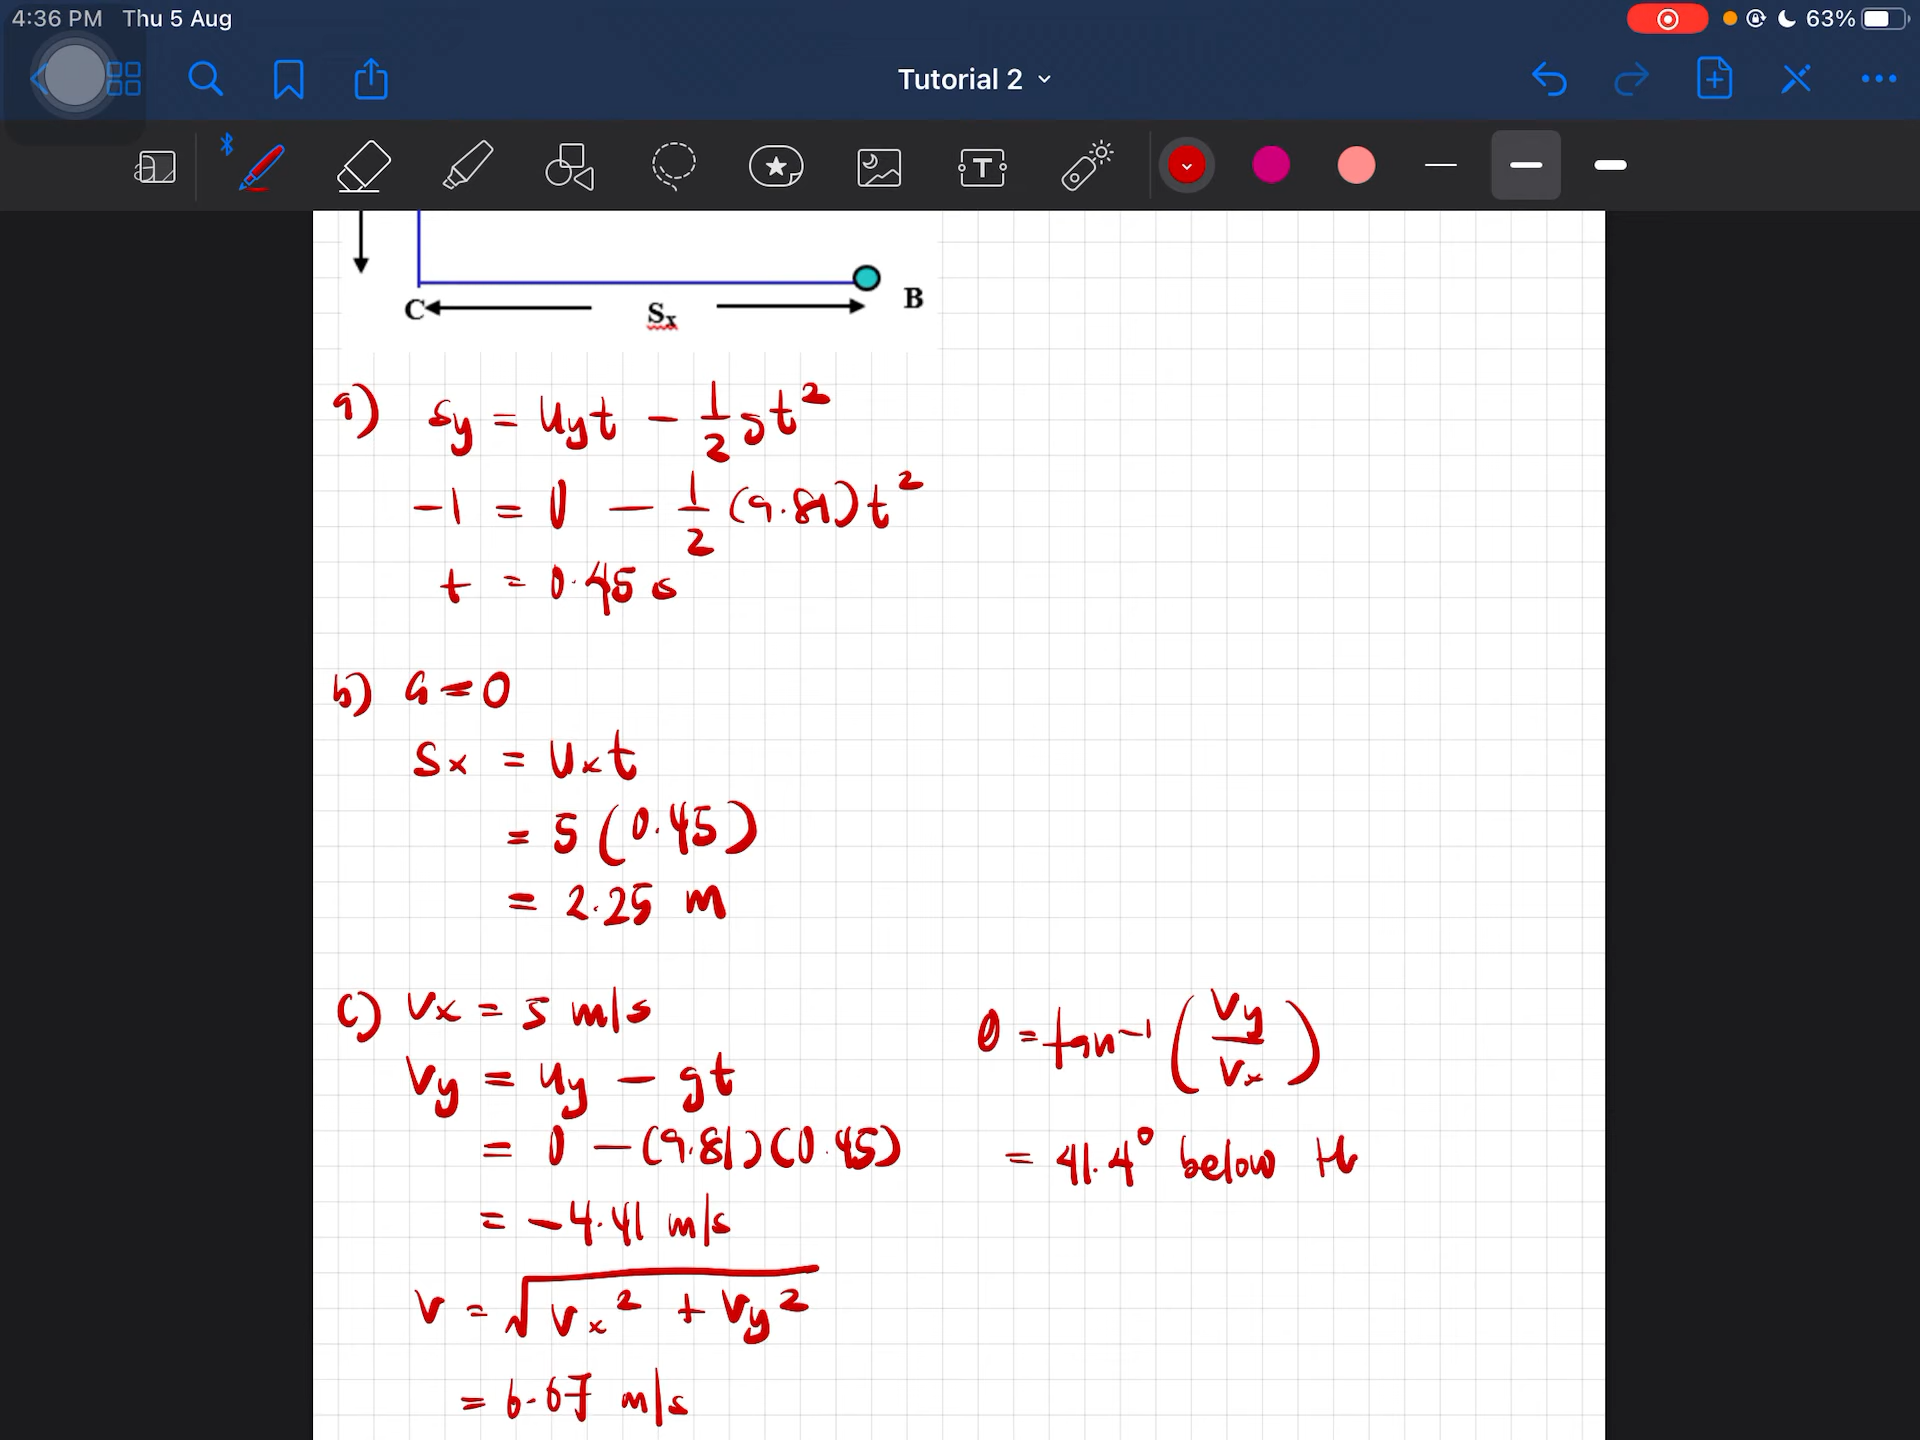 4:36 PM Thu 5 Aug
63%
Tutorial 2
T
C
Sx
B
a) sy = uyt − 1/2 gt²
−1 = 0 − 1/2 (9.81)t²
t = 0.45 s
b) a = 0
Sx = Uxt
= 5 (0.45)
= 2.25 m
c) Vx = 5 m/s
Vy = uy − gt
= 0 − (9.81)(0.45)
= −4.41 m/s
V = √(Vx² + Vy²)
= 6.67 m/s
θ = tan⁻¹ (Vy/Vx)
= 41.4° below